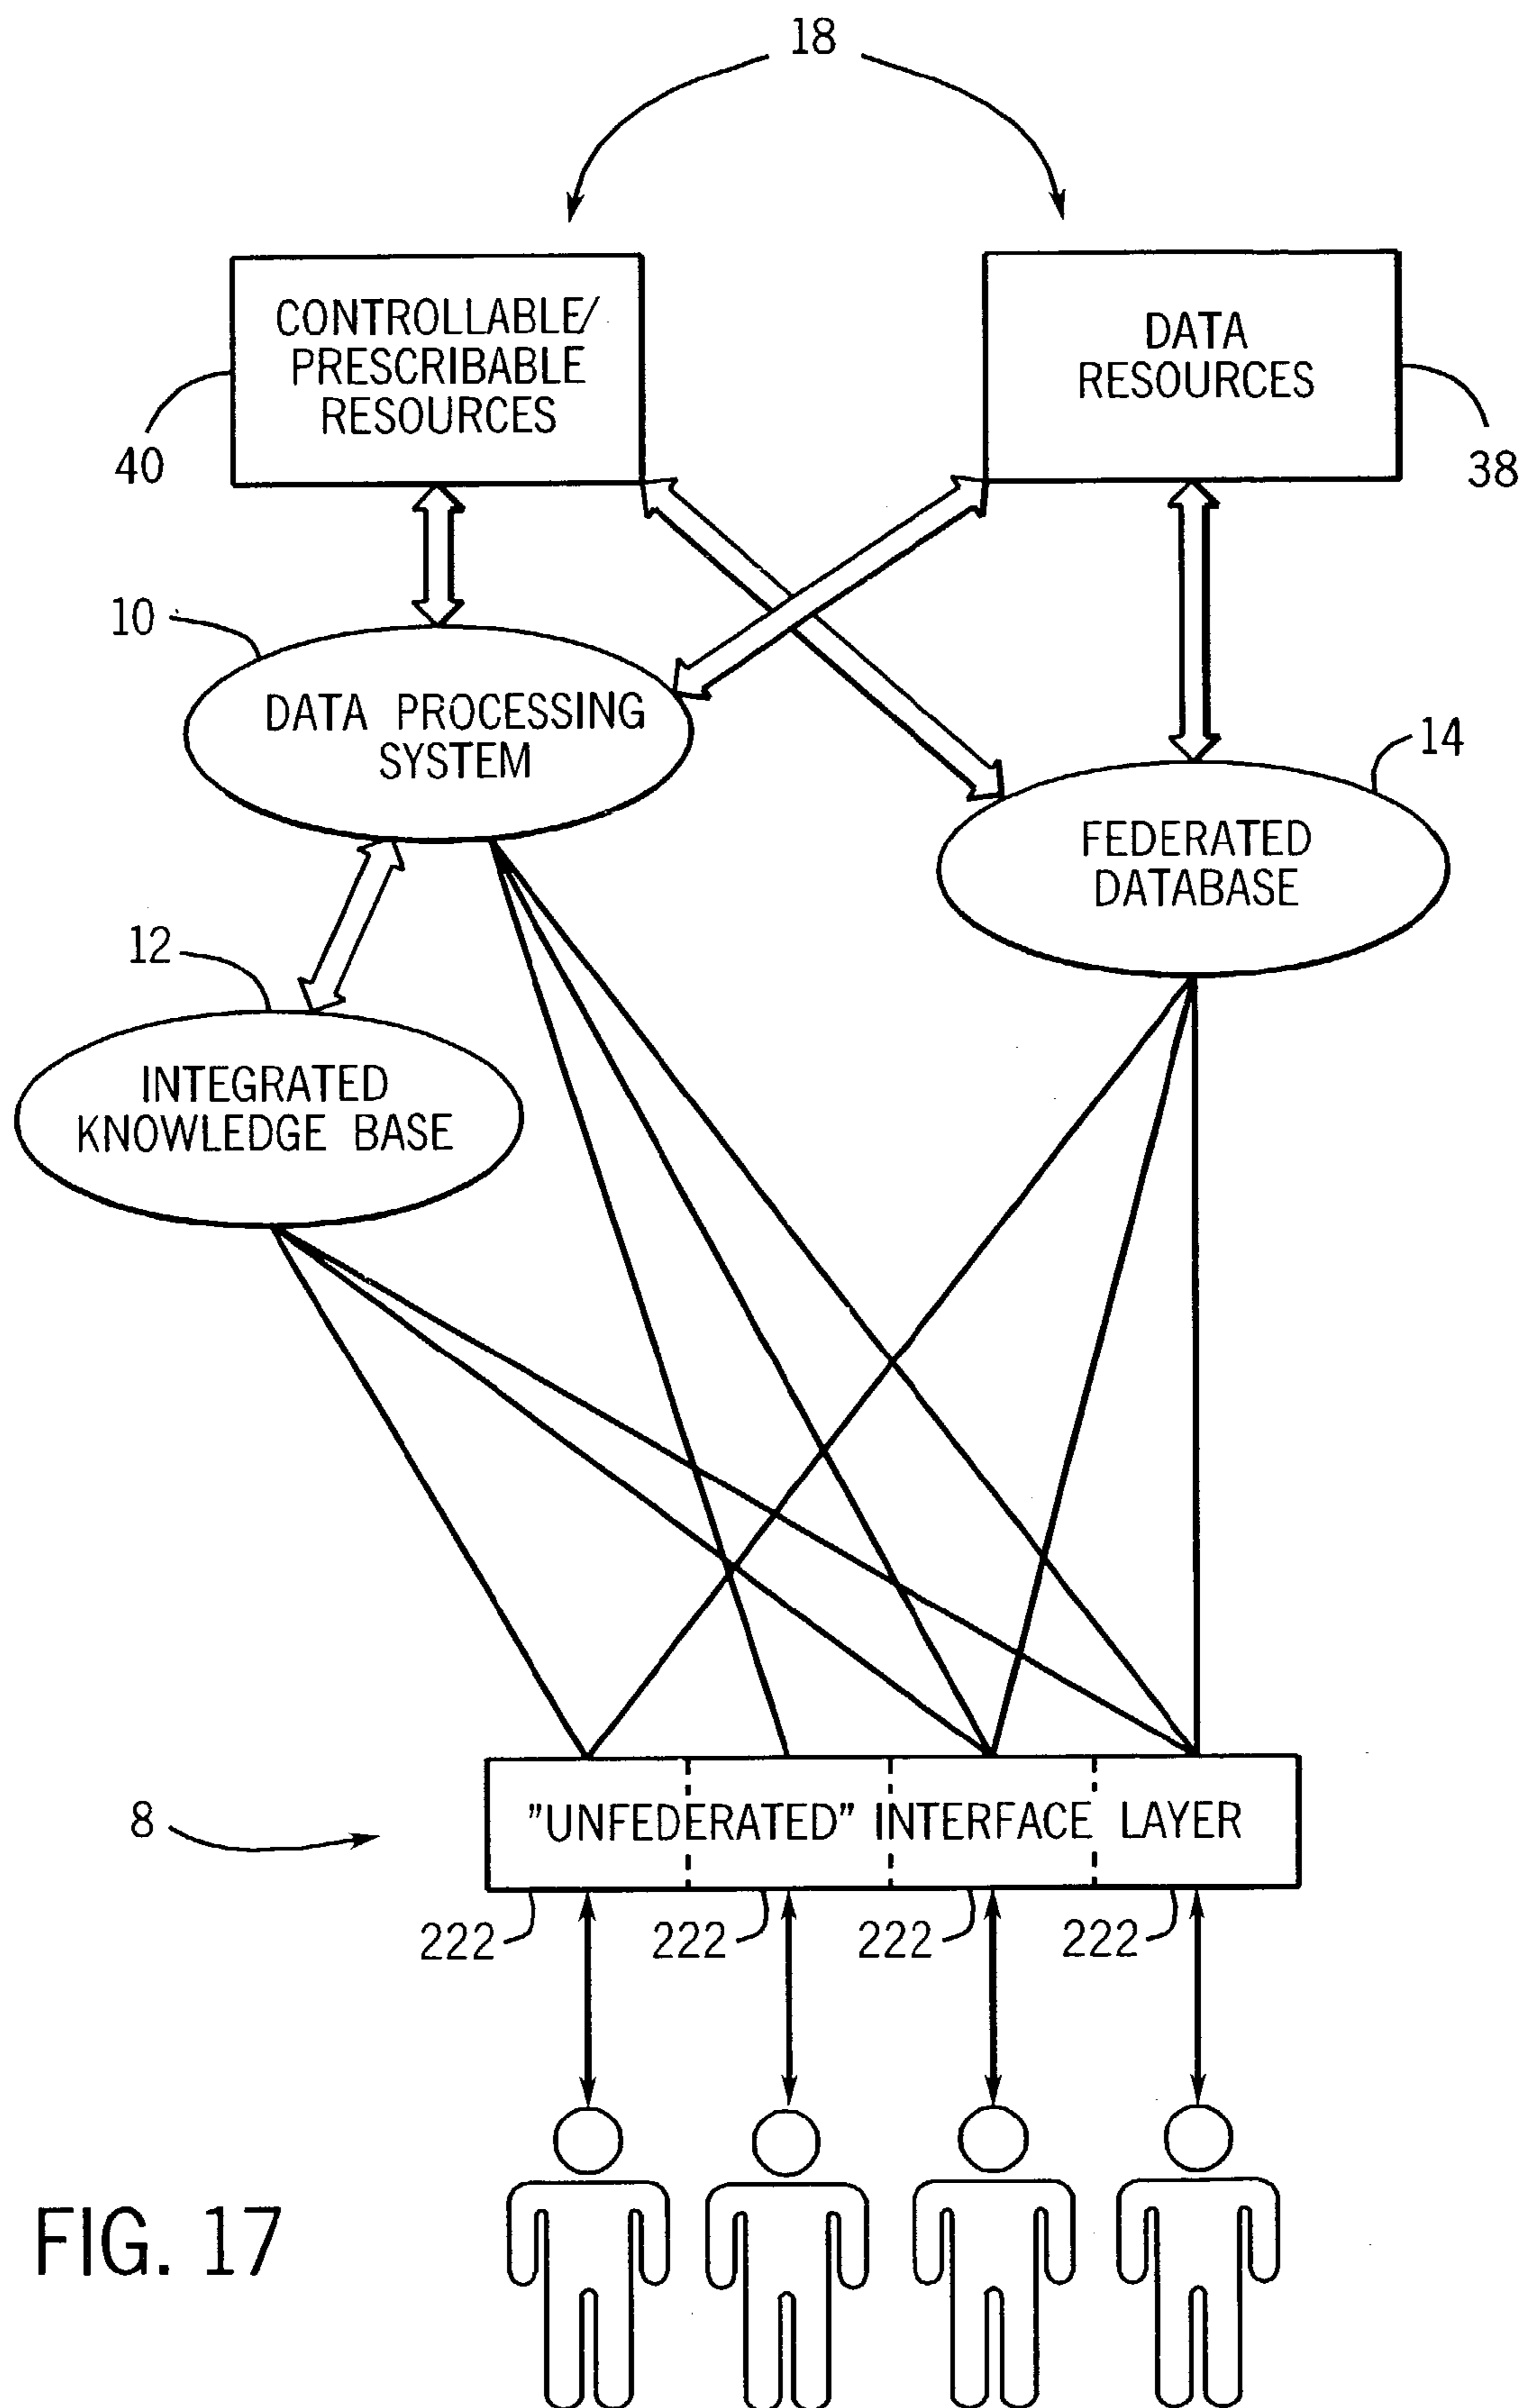 18
CONTROLLABLE/
PRESCRIBABLE
RESOURCES
DATA
RESOURCES
40
38
10
DATA PROCESSING
SYSTEM
14
FEDERATED
DATABASE
12
INTEGRATED
KNOWLEDGE BASE
8
"UNFEDERATED" INTERFACE LAYER
222
222
222
222
FIG. 17